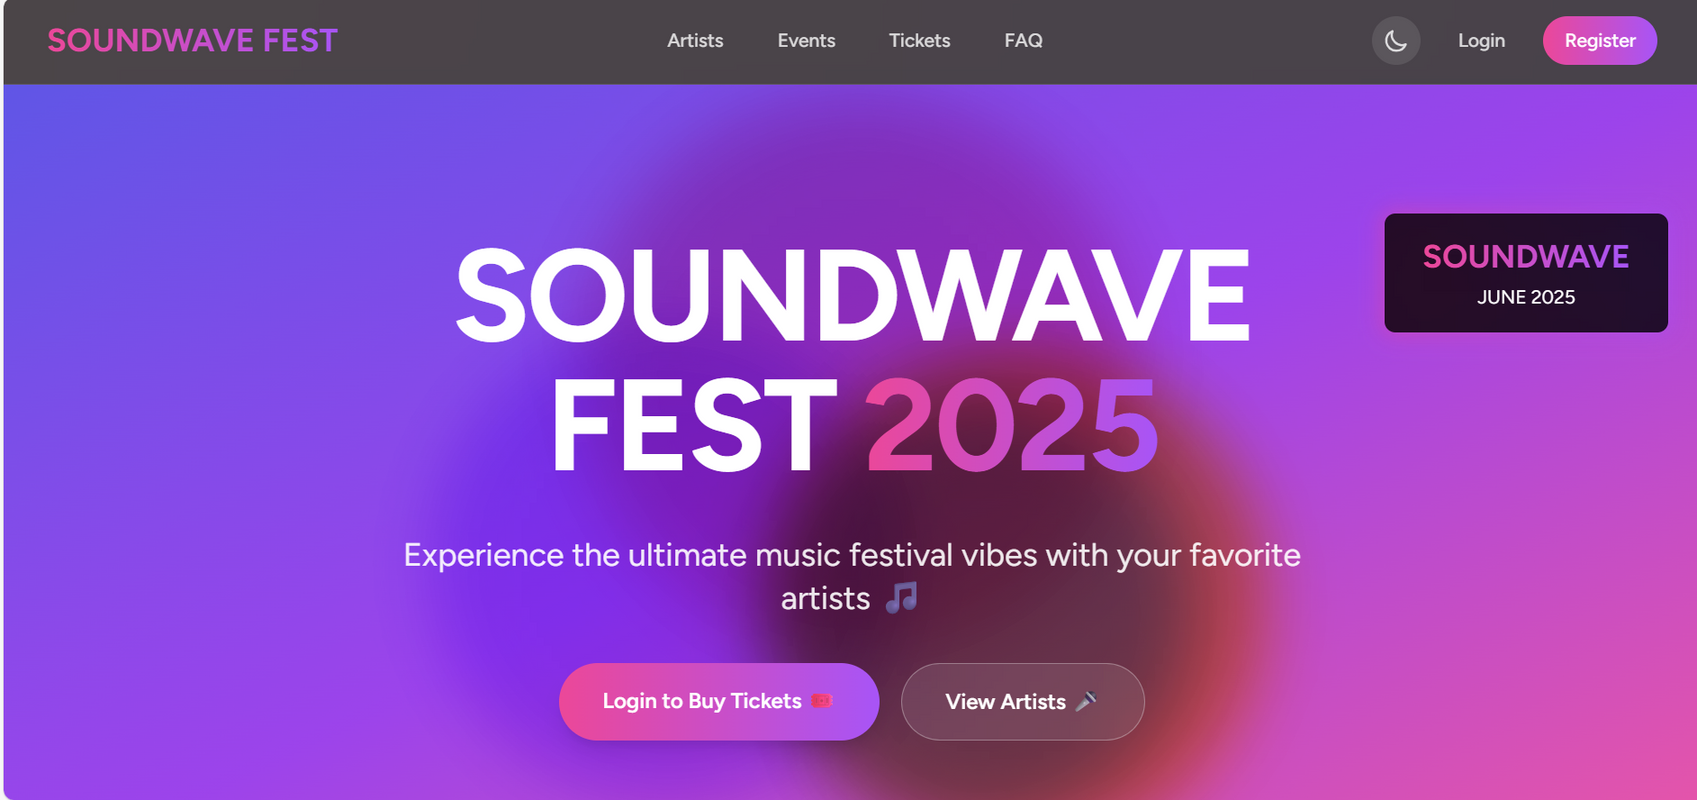 SOUNDWAVE FEST
Artists
Events
Tickets
FAQ
Login
Register
SOUNDWAVE
FEST 2025
SOUNDWAVE
JUNE 2025
Experience the ultimate music festival vibes with your favorite
artists 🎵
Login to Buy Tickets 🎟️
View Artists 🎤